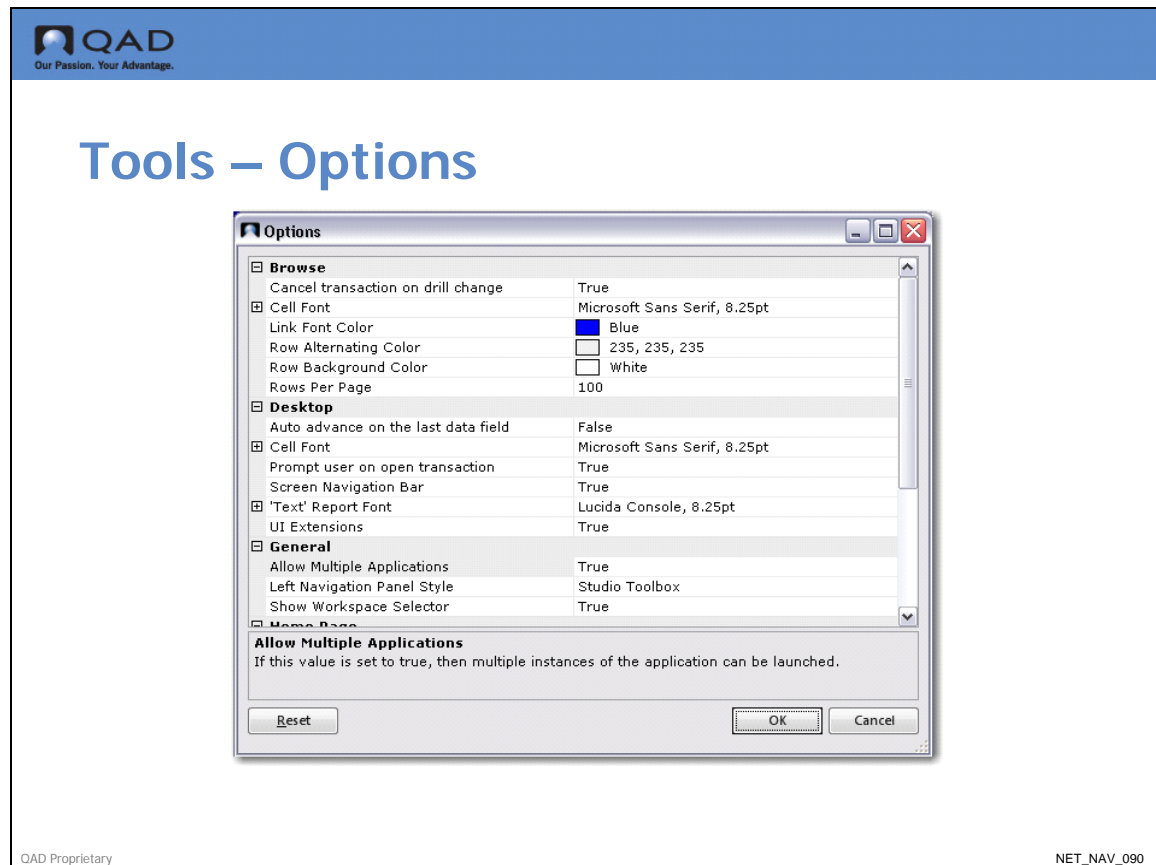 QAD
Our Passion. Your Advantage.
Tools – Options
Options
Browse
Cancel transaction on drill change True
Cell Font Microsoft Sans Serif, 8.25pt
Link Font Color Blue
Row Alternating Color 235, 235, 235
Row Background Color White
Rows Per Page 100
Desktop
Auto advance on the last data field False
Cell Font Microsoft Sans Serif, 8.25pt
Prompt user on open transaction True
Screen Navigation Bar True
'Text' Report Font Lucida Console, 8.25pt
UI Extensions True
General
Allow Multiple Applications True
Left Navigation Panel Style Studio Toolbox
Show Workspace Selector True
Home Page
Allow Multiple Applications
If this value is set to true, then multiple instances of the application can be launched.
Reset OK Cancel
QAD Proprietary NET_NAV_090